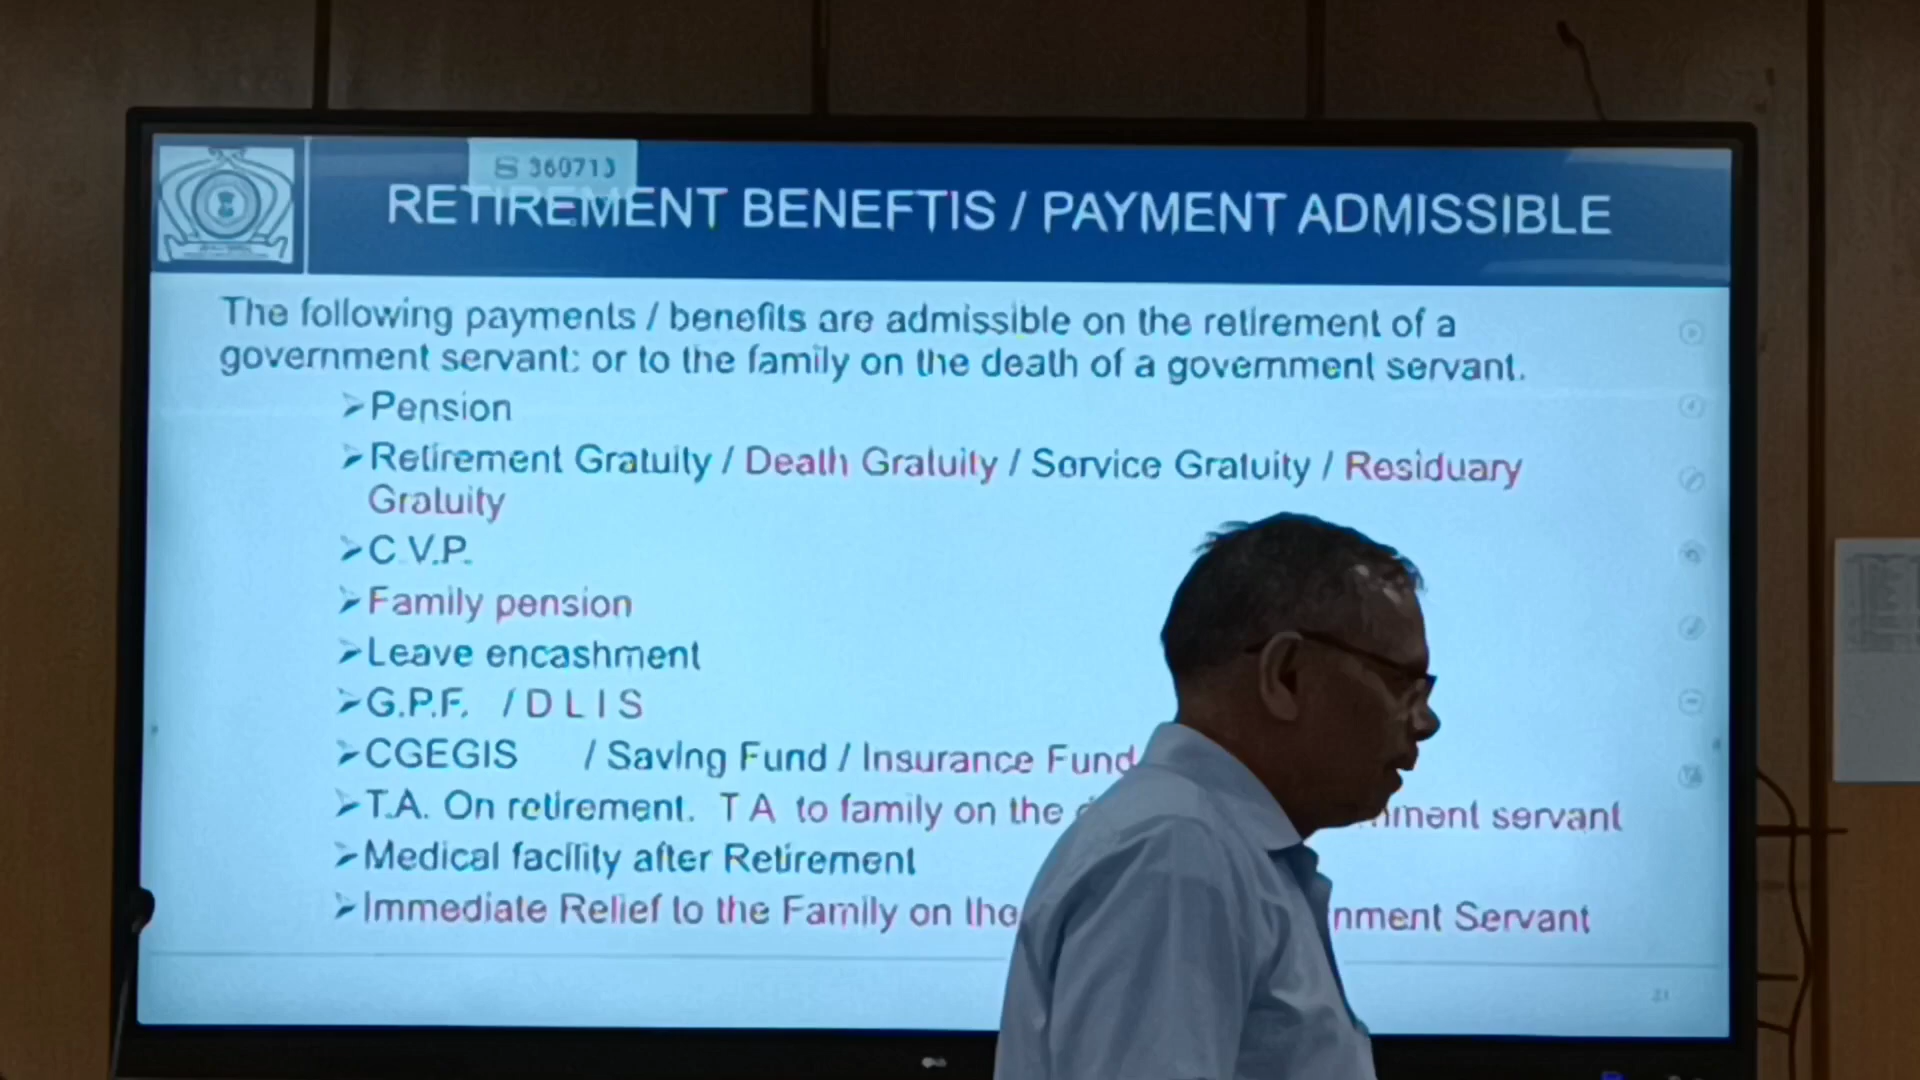 8 360713
RETIREMENT BENEFTIS / PAYMENT ADMISSIBLE
The following payments / benefits are admissible on the retirement of a
government servant: or to the family on the death of a government servant.
➢Pension
➢Retirement Gratuity / Death Gratuity / Service Gratuity / Residuary
Gratuity
➢C V.P.
➢Family pension
➢Leave encashment
➢G.P.F. / D L I S
➢CGEGIS / Saving Fund / Insurance Fund
➢T.A. On retirement. T A to family on the servant
➢Medical facility after Retirement
➢Immediate Relief to the Family on the Servant
21